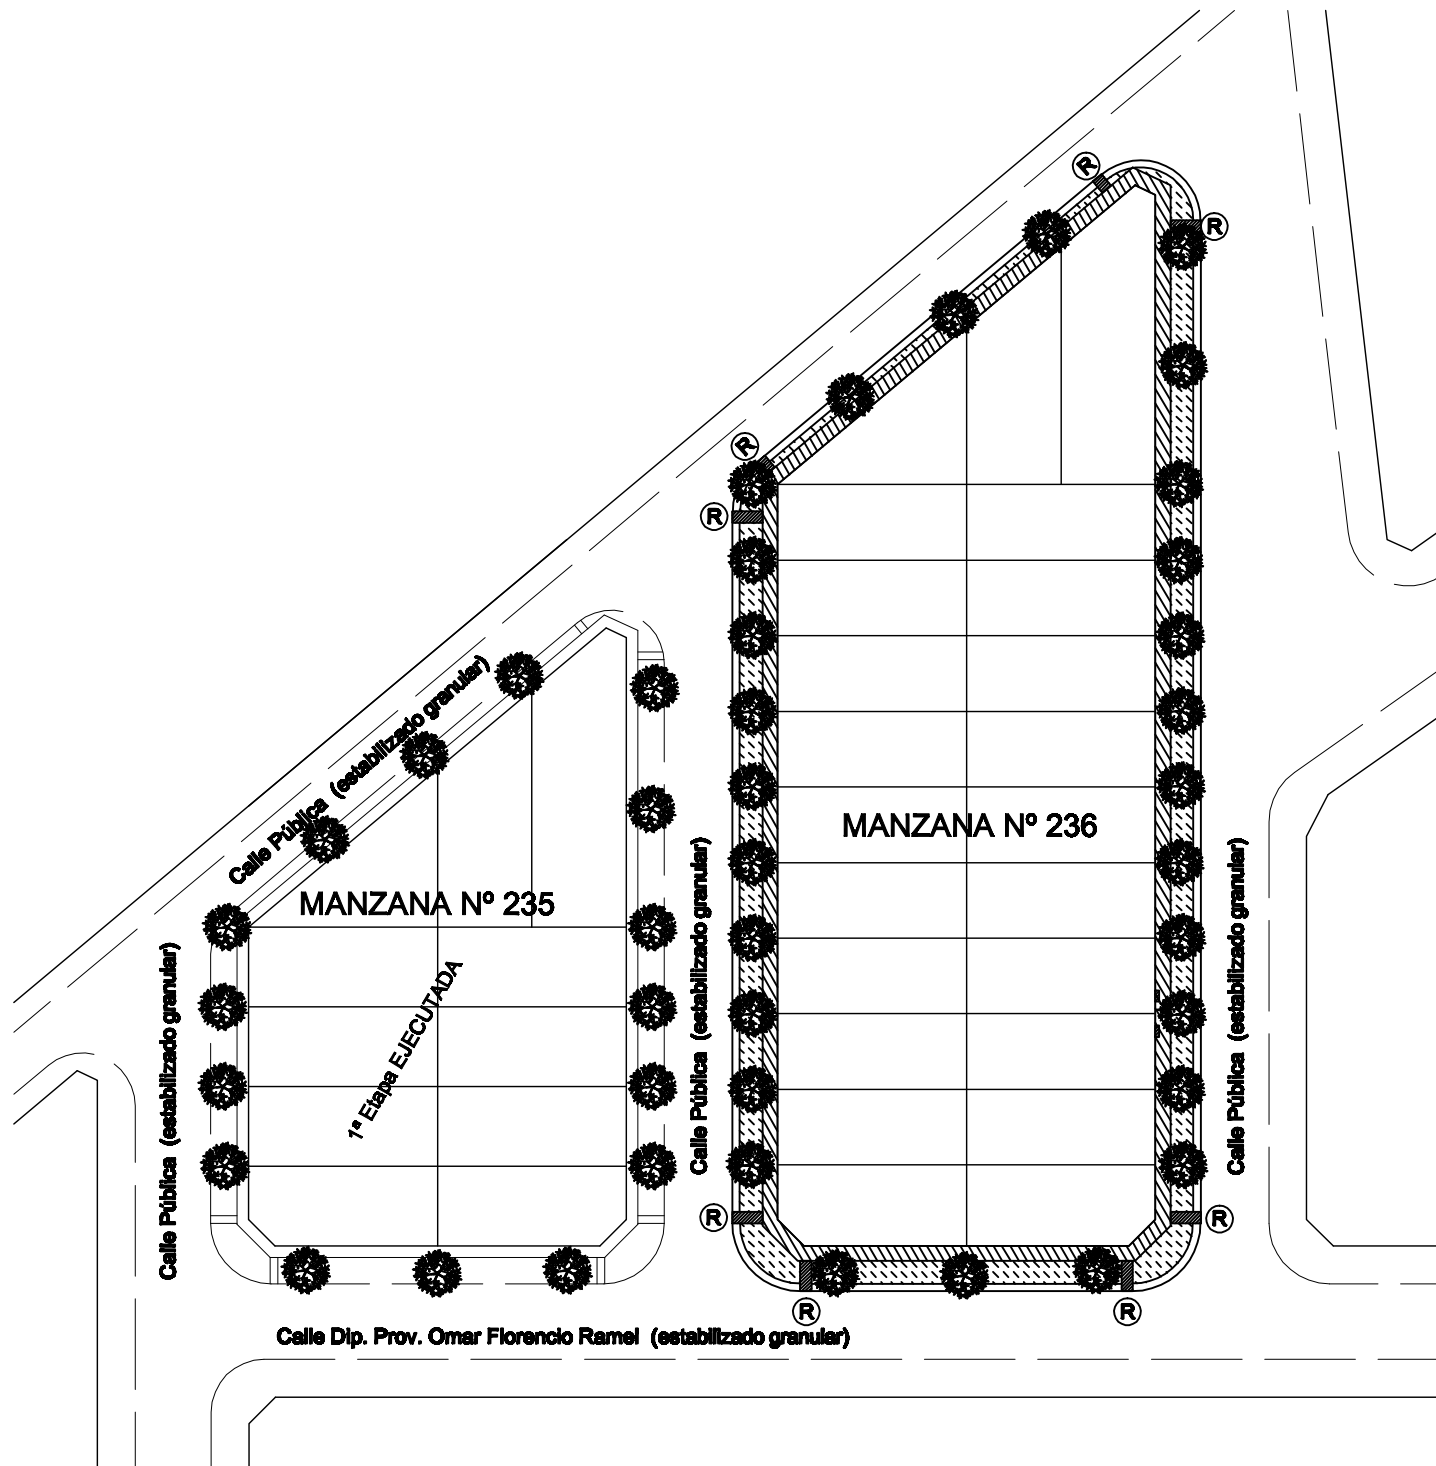 R
R
R
R
Calle Pública (estabilizado granular)
MANZANA Nº 236
MANZANA Nº 235
1ª Etapa EJECUTADA
Calle Pública (estabilizado granular)
Calle Pública (estabilizado granular)
Calle Pública (estabilizado granular)
R
R
R
R
Calle Dip. Prov. Omar Florencio Ramel (estabilizado granular)